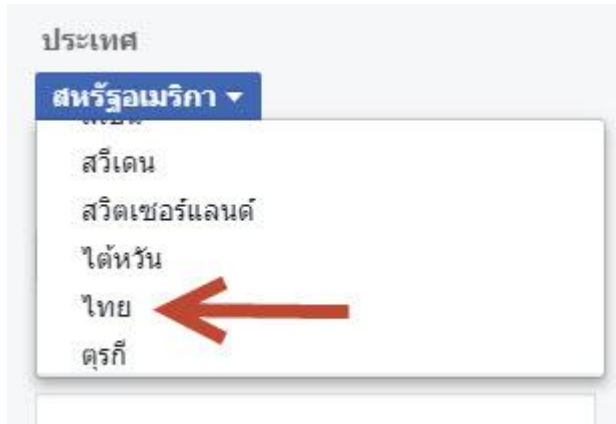 ประเทศ
สหรัฐอเมริกา
สวีเดน
สวิตเซอร์แลนด์
ไต้หวัน
ไทย
ตุรกี